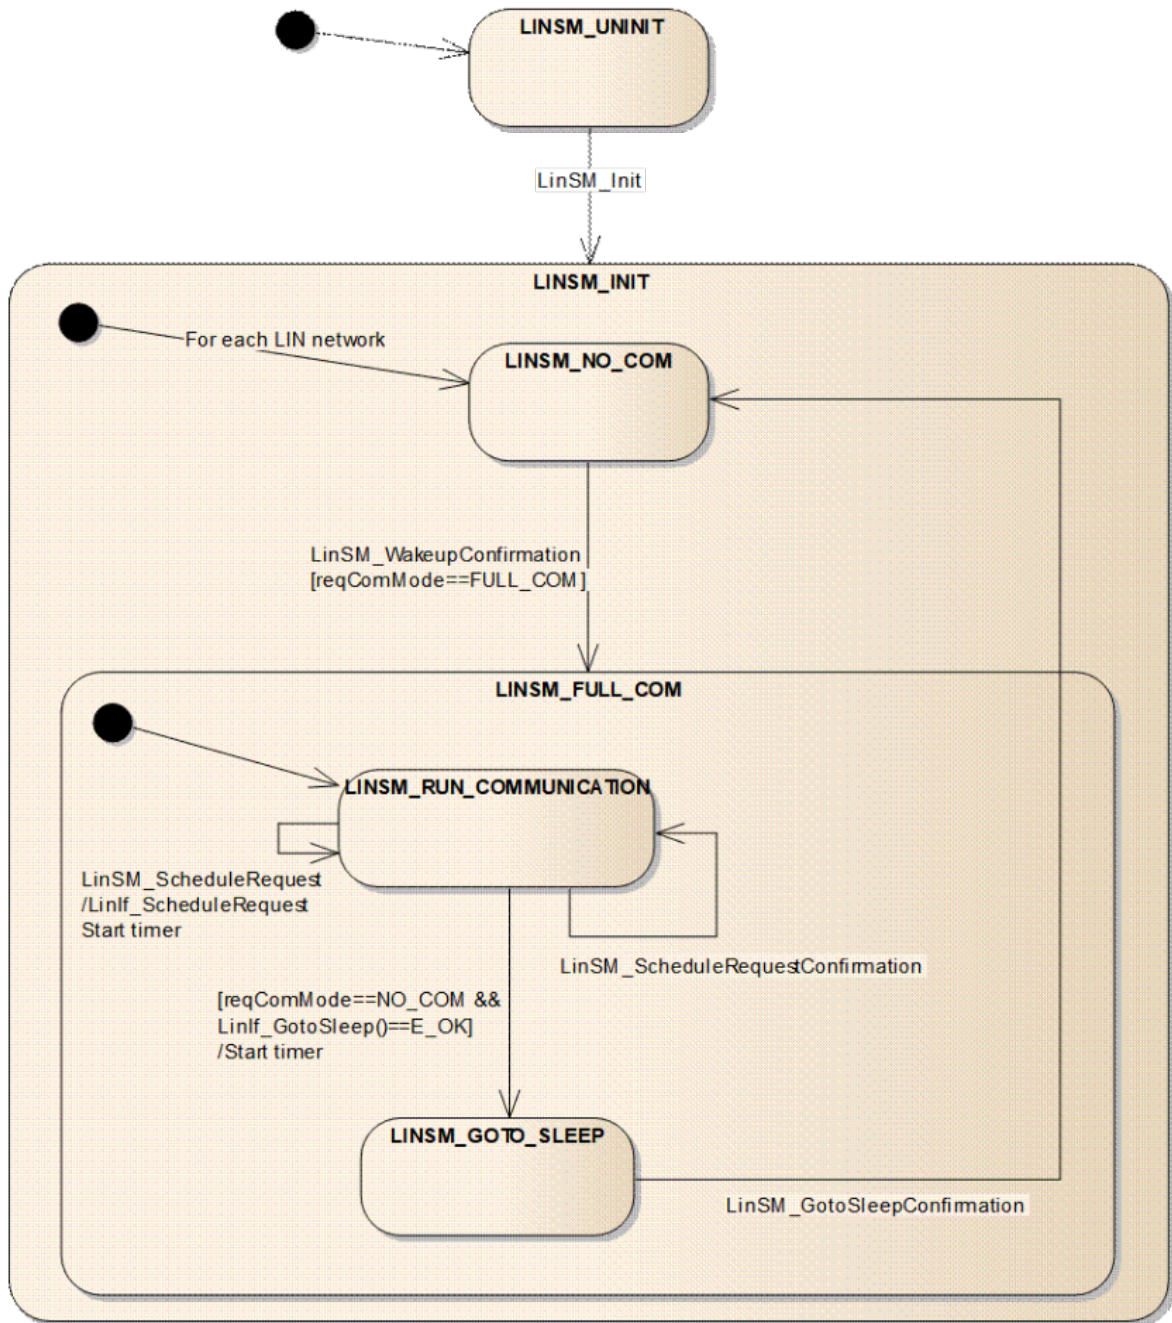 LINSM_UNINIT
LinSM_Init
LINSM_INIT
For each LIN network
LINSM_NO_COM
LinSM_WakeupConfirmation
[reqComMode==FULL_COM]
LINSM_FULL_COM
LINSM_RUN_COMMUNICATION
LinSM_ScheduleRequest
/LinIf_ScheduleRequest
Start timer
LinSM_ScheduleRequestConfirmation
[reqComMode==NO_COM &&
LinIf_GotoSleep()==E_OK]
/Start timer
LINSM_GOTO_SLEEP
LinSM_GotoSleepConfirmation